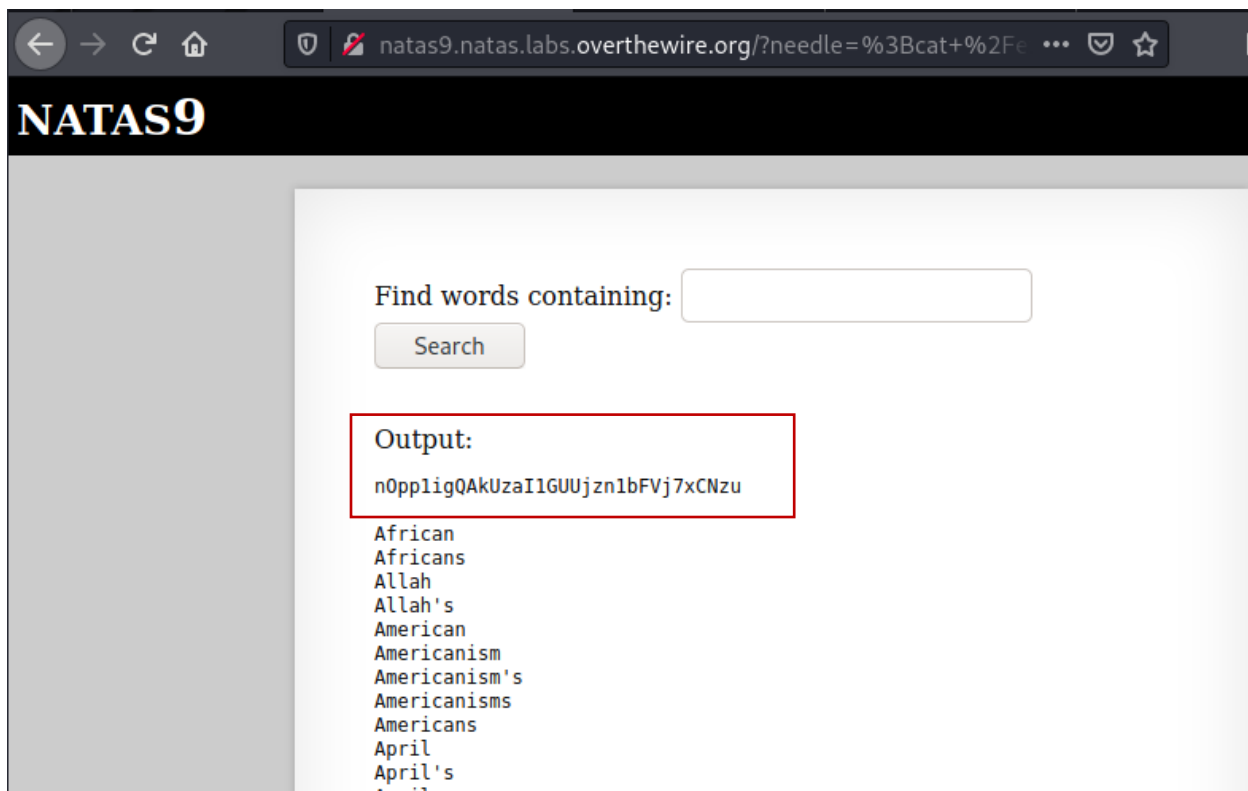 natas9.natas.labs.overthewire.org/?needle=%3Bcat+%2Fe
NATAS9
Find words containing:
Search
Output:
nOpp1igQAkUzaI1GUUjzn1bFVj7xCNzu
African
Africans
Allah
Allah's
American
Americanism
Americanism's
Americanisms
Americans
April
April's